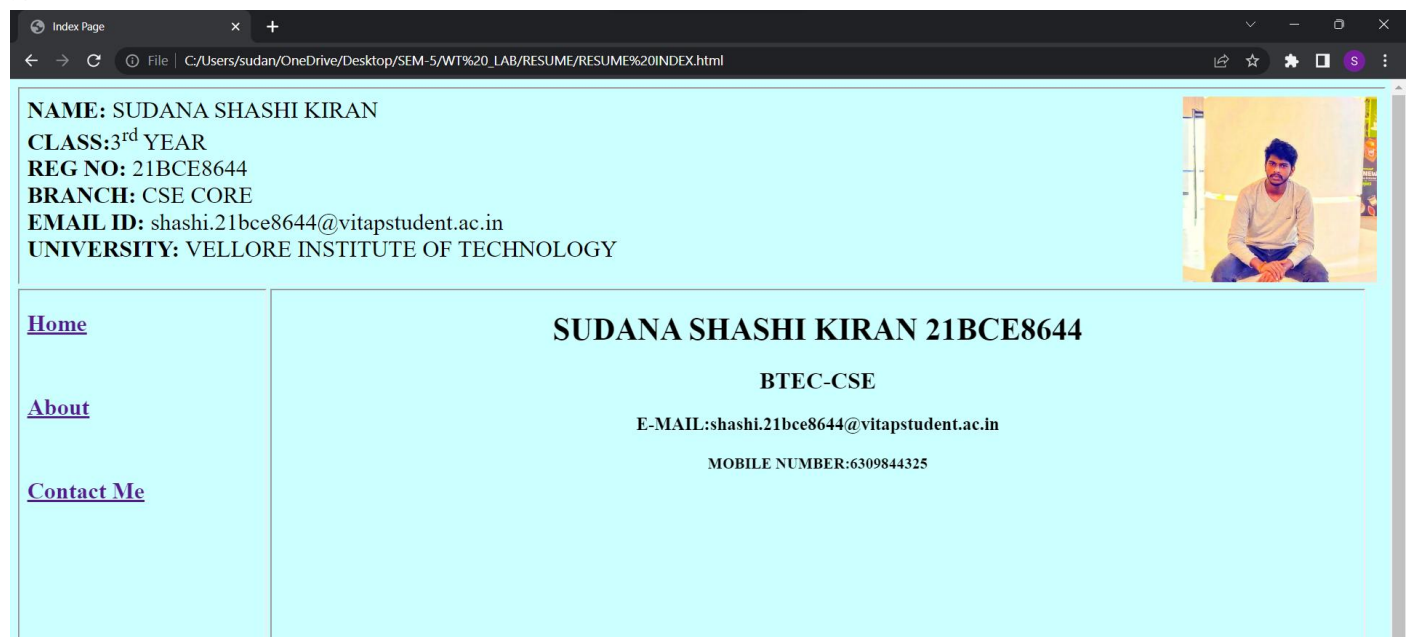 Index Page
File | C:/Users/sudan/OneDrive/Desktop/SEM-5/WT%20_LAB/RESUME/RESUME%20INDEX.html
S
NAME: SUDANA SHASHI KIRAN
CLASS:3rd YEAR
REG NO: 21BCE8644
BRANCH: CSE CORE
EMAIL ID: shashi.21bce8644@vitapstudent.ac.in
UNIVERSITY: VELLORE INSTITUTE OF TECHNOLOGY
Home
About
Contact Me
SUDANA SHASHI KIRAN 21BCE8644
BTEC-CSE
E-MAIL:shashi.21bce8644@vitapstudent.ac.in
MOBILE NUMBER:6309844325